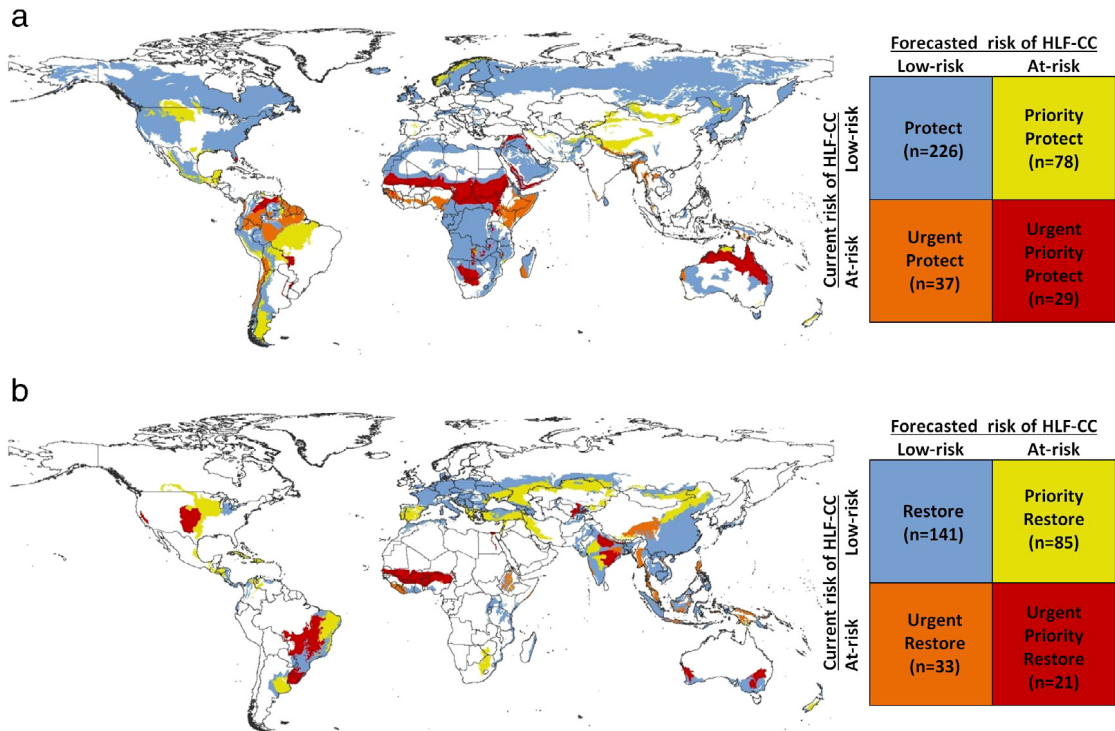 a
Forecasted risk of HLF-CC
Low-risk At-risk
Current risk of HLF-CC
Low-risk
At-risk
Protect
(n=226)
Priority
Protect
(n=78)
Urgent
Protect
(n=37)
Urgent
Priority
Protect
(n=29)
b
Forecasted risk of HLF-CC
Low-risk At-risk
Current risk of HLF-CC
Low-risk
At-risk
Restore
(n=141)
Priority
Restore
(n=85)
Urgent
Restore
(n=33)
Urgent
Priority
Restore
(n=21)